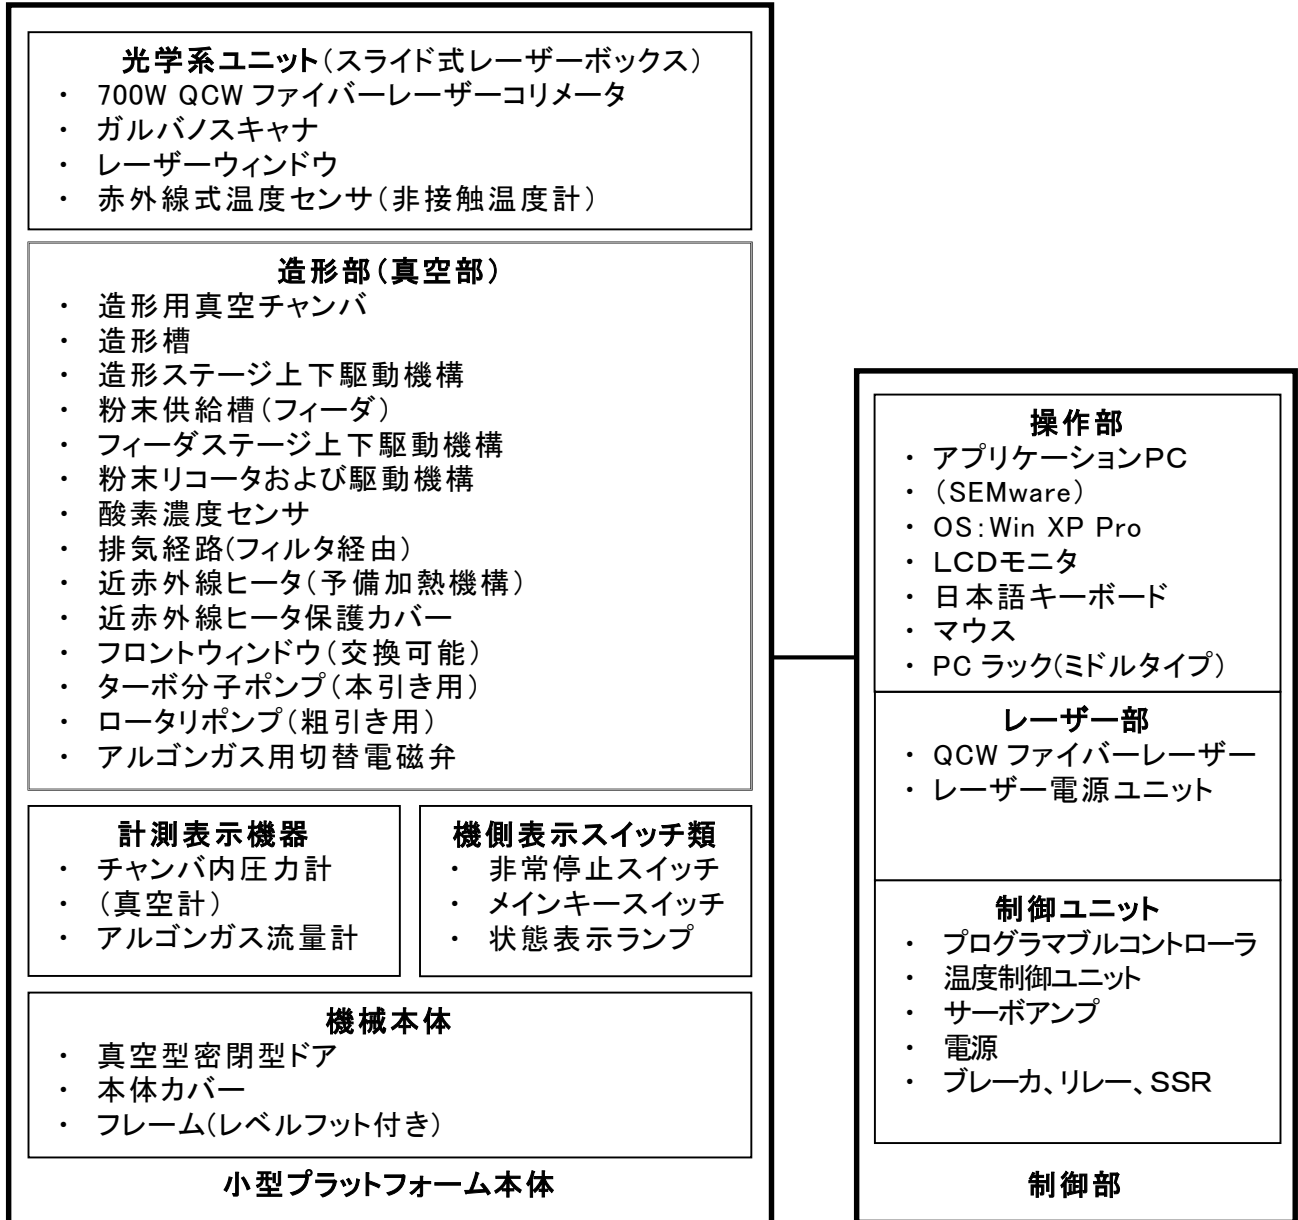 光学系ユニット(スライド式レーザーボックス)
・ 700W QCW ファイバーレーザーコリメータ
・ ガルバノスキャナ
・ レーザーウィンドウ
・ 赤外線式温度センサ(非接触温度計)
造形部(真空部)
・ 造形用真空チャンバ
・ 造形槽
・ 造形ステージ上下駆動機構
・ 粉末供給槽(フィーダ)
・ フィーダステージ上下駆動機構
・ 粉末リコータおよび駆動機構
・ 酸素濃度センサ
・ 排気経路(フィルタ経由)
・ 近赤外線ヒータ(予備加熱機構)
・ 近赤外線ヒータ保護カバー
・ フロントウィンドウ(交換可能)
・ ターボ分子ポンプ(本引き用)
・ ロータリポンプ(粗引き用)
・ アルゴンガス用切替電磁弁
計測表示機器
・ チャンバ内圧力計
・ (真空計)
・ アルゴンガス流量計
機側表示スイッチ類
・ 非常停止スイッチ
・ メインキースイッチ
・ 状態表示ランプ
機械本体
・ 真空型密閉型ドア
・ 本体カバー
・ フレーム(レベルフット付き)
小型プラットフォーム本体
操作部
・ アプリケーションPC
・ (SEMware)
・ OS:Win XP Pro
・ LCDモニタ
・ 日本語キーボード
・ マウス
・ PC ラック(ミドルタイプ)
レーザー部
・ QCW ファイバーレーザー
・ レーザー電源ユニット
制御ユニット
・ プログラマブルコントローラ
・ 温度制御ユニット
・ サーボアンプ
・ 電源
・ ブレーカ、リレー、SSR
制御部